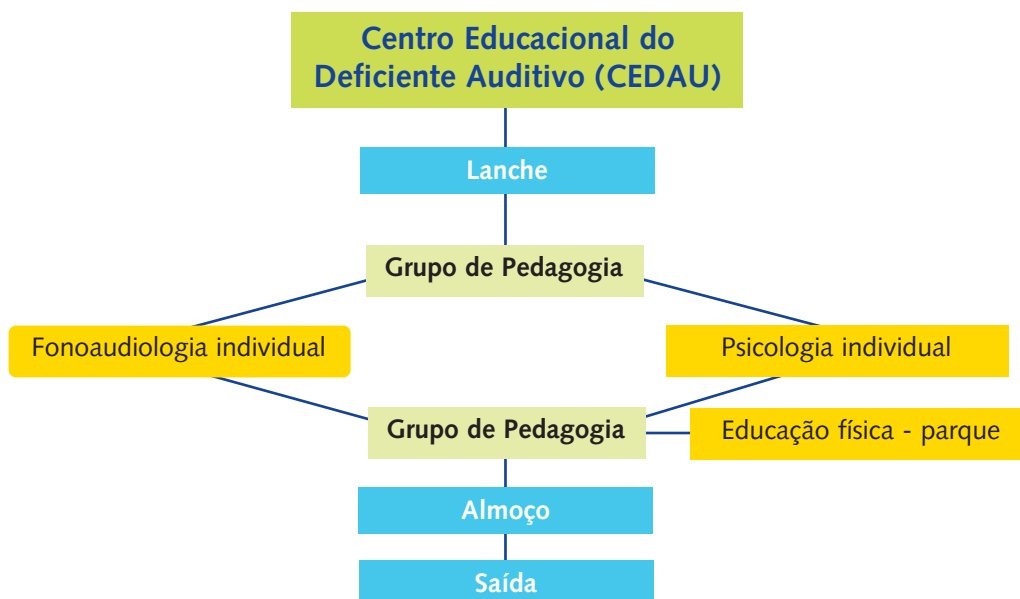 Centro Educacional do
Deficiente Auditivo (CEDAU)
Lanche
Grupo de Pedagogia
Fonoaudiologia individual
Psicologia individual
Grupo de Pedagogia
Educação física - parque
Almoço
Saída